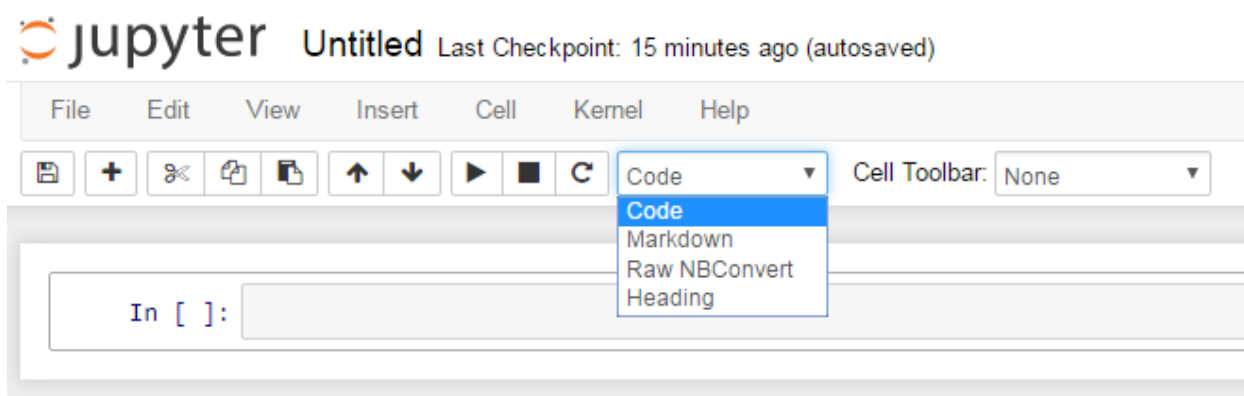 jupyter Untitled Last Checkpoint: 15 minutes ago (autosaved)
File Edit View Insert Cell Kernel Help
Code Cell Toolbar: None
Code
Markdown
Raw NBConvert
Heading
In [ ]: